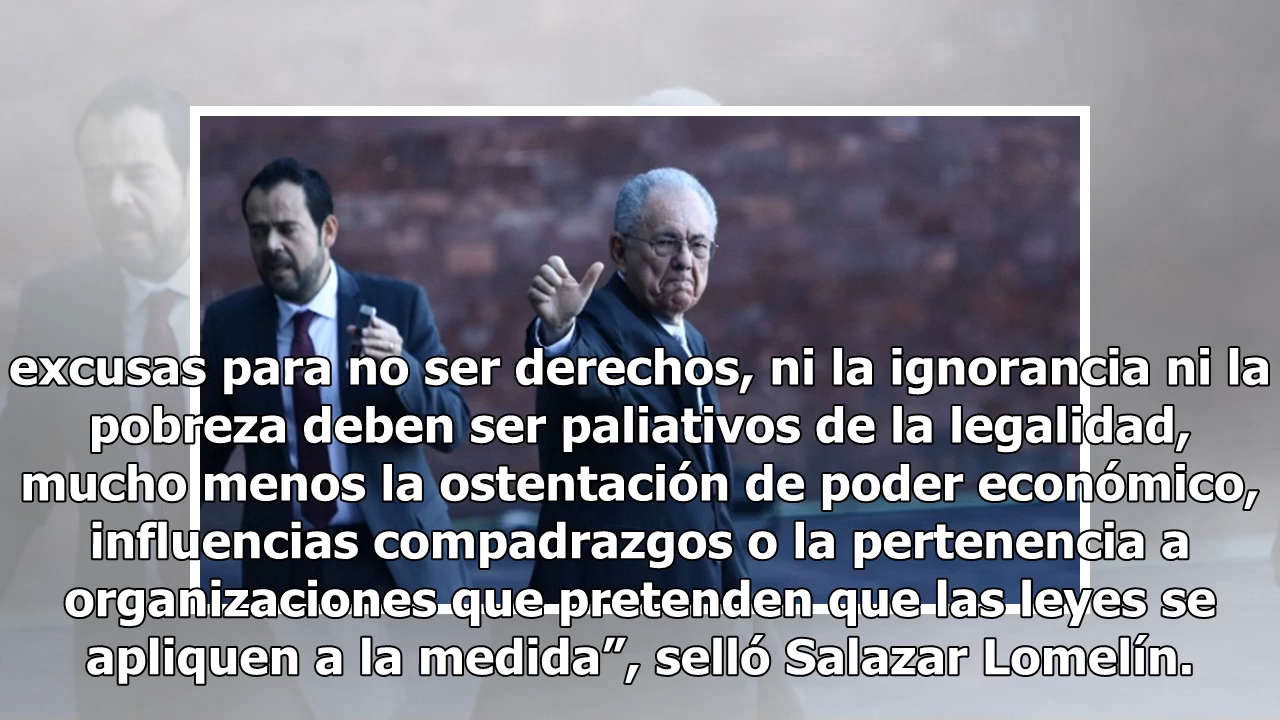 excusas para no ser derechos, ni la ignorancia ni la
pobreza deben ser paliativos de la legalidad,
mucho menos la ostentación de poder económico,
influencias compadrazgos o la pertenencia a
organizaciones que pretenden que las leyes se
apliquen a la medida”, selló Salazar Lomelín.